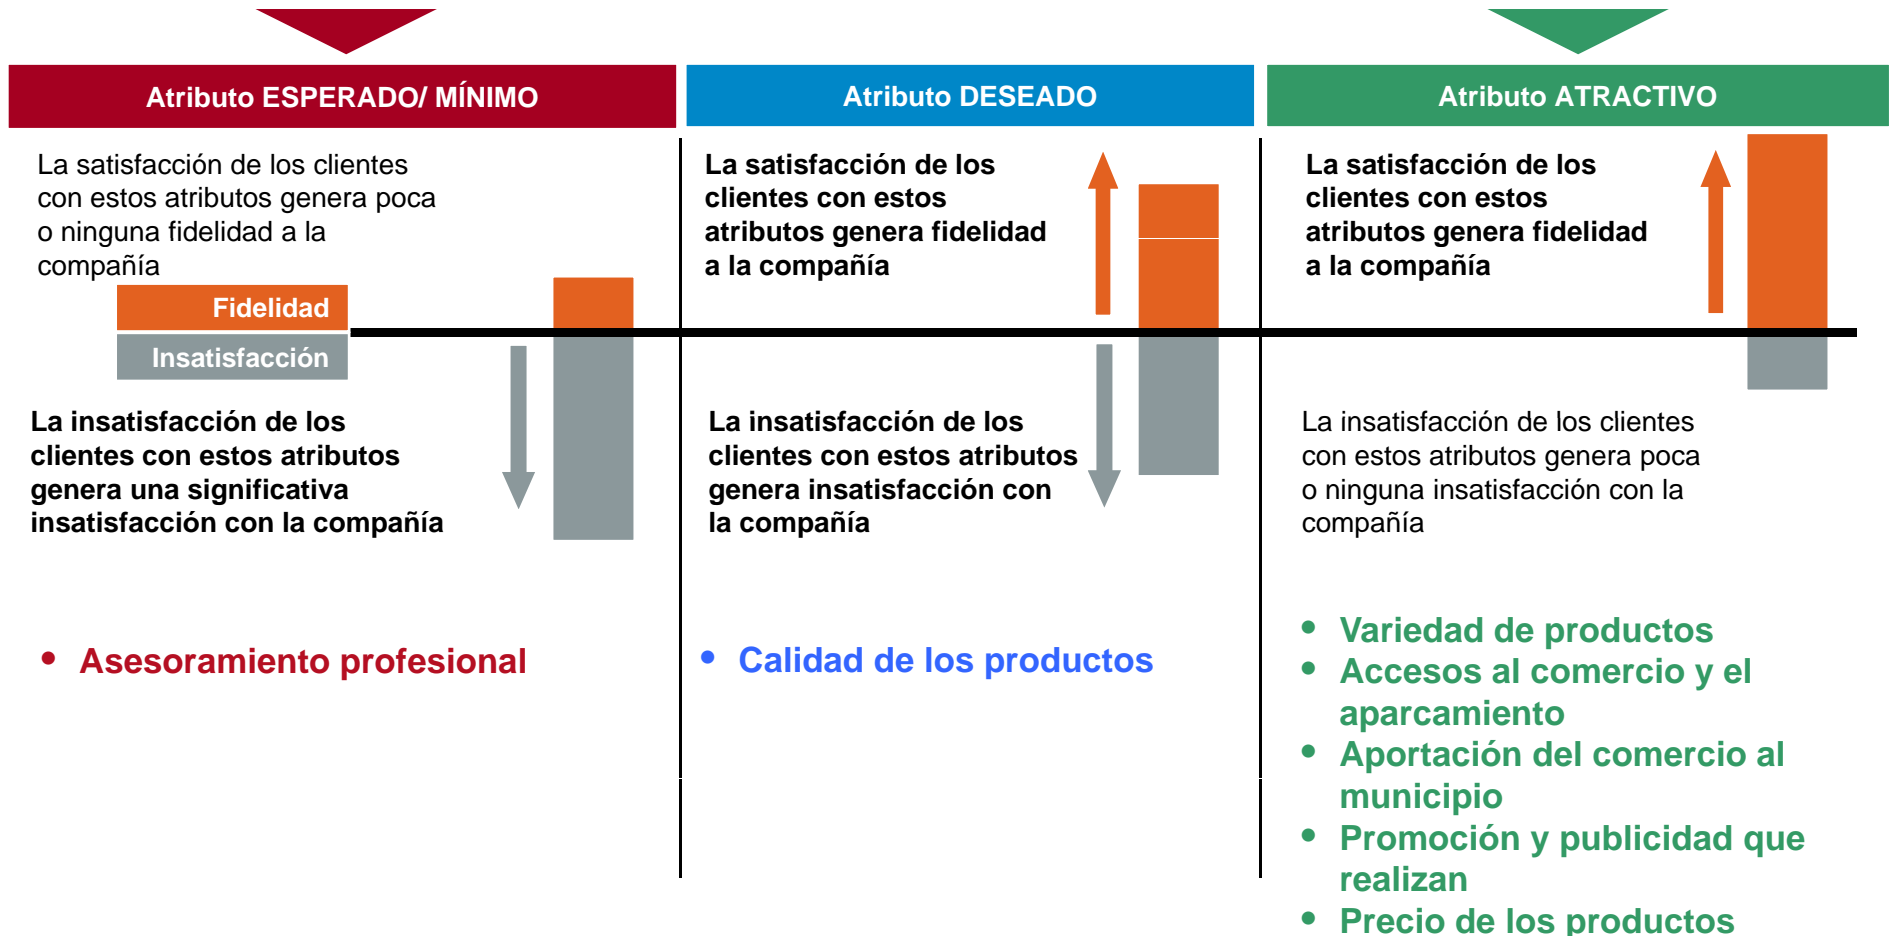 Atributo ESPERADO/ MÍNIMO
La satisfacción de los clientes
con estos atributos genera poca
o ninguna fidelidad a la
compañía
Fidelidad
Insatisfacción
La insatisfacción de los
clientes con estos atributos
genera una significativa
insatisfacción con la compañía
• Asesoramiento profesional
Atributo DESEADO
La satisfacción de los
clientes con estos
atributos genera fidelidad
a la compañía
La insatisfacción de los
clientes con estos atributos
genera insatisfacción con
la compañía
• Calidad de los productos
Atributo ATRACTIVO
La satisfacción de los
clientes con estos
atributos genera fidelidad
a la compañía
La insatisfacción de los clientes
con estos atributos genera poca
o ninguna insatisfacción con la
compañía
• Variedad de productos
• Accesos al comercio y el
aparcamiento
• Aportación del comercio al
municipio
• Promoción y publicidad que
realizan
• Precio de los productos